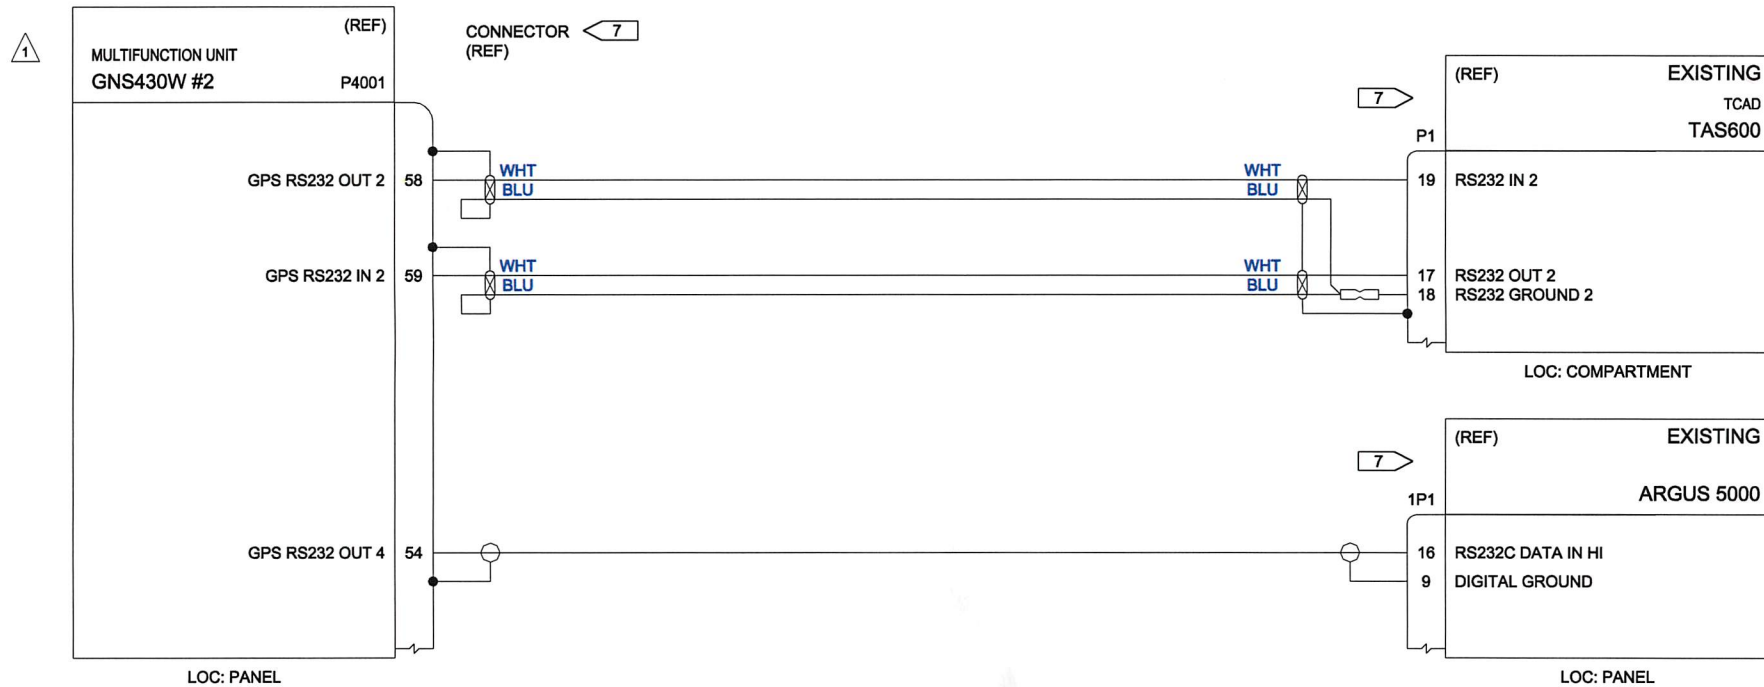 1
(REF)
MULTIFUNCTION UNIT
GNS430W #2 P4001
CONNECTOR 7
(REF)
GPS RS232 OUT 2 58
WHT
BLU
GPS RS232 IN 2 59
WHT
BLU
GPS RS232 OUT 4 54
LOC: PANEL
WHT
BLU
WHT
BLU
(REF) EXISTING
7
TCAD
TAS600
P1
19 RS232 IN 2
17 RS232 OUT 2
18 RS232 GROUND 2
LOC: COMPARTMENT
(REF) EXISTING
7
ARGUS 5000
1P1
16 RS232C DATA IN HI
9 DIGITAL GROUND
LOC: PANEL